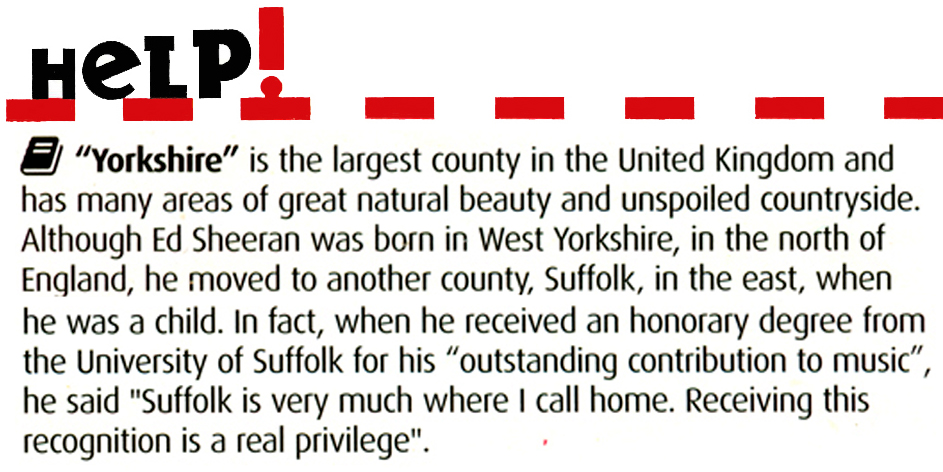 HeLP!
"Yorkshire" is the largest county in the United Kingdom and
has many areas of great natural beauty and unspoiled countryside.
Although Ed Sheeran was born in West Yorkshire, in the north of
England, he moved to another county, Suffolk, in the east, when
he was a child. In fact, when he received an honorary degree from
the University of Suffolk for his "outstanding contribution to music",
he said "Suffolk is very much where I call home. Receiving this
recognition is a real privilege".